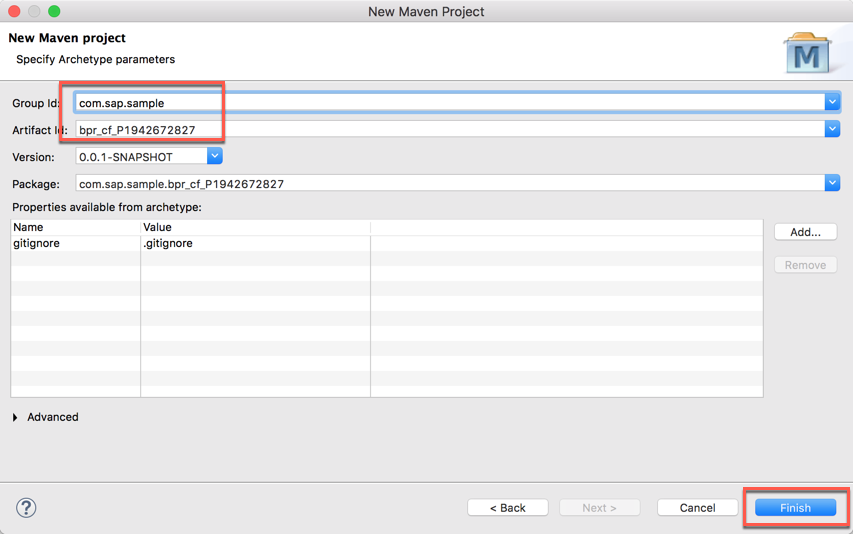 New Maven Project
New Maven project
Specify Archetype parameters
M
Group Id: com.sap.sample
Artifact Id: bpr_cf_P1942672827
Version: 0.0.1-SNAPSHOT
Package: com.sap.sample.bpr_cf_P1942672827
Properties available from archetype:
Name Value
gitignore .gitignore
Add...
Remove
Advanced
? < Back Next > Cancel Finish